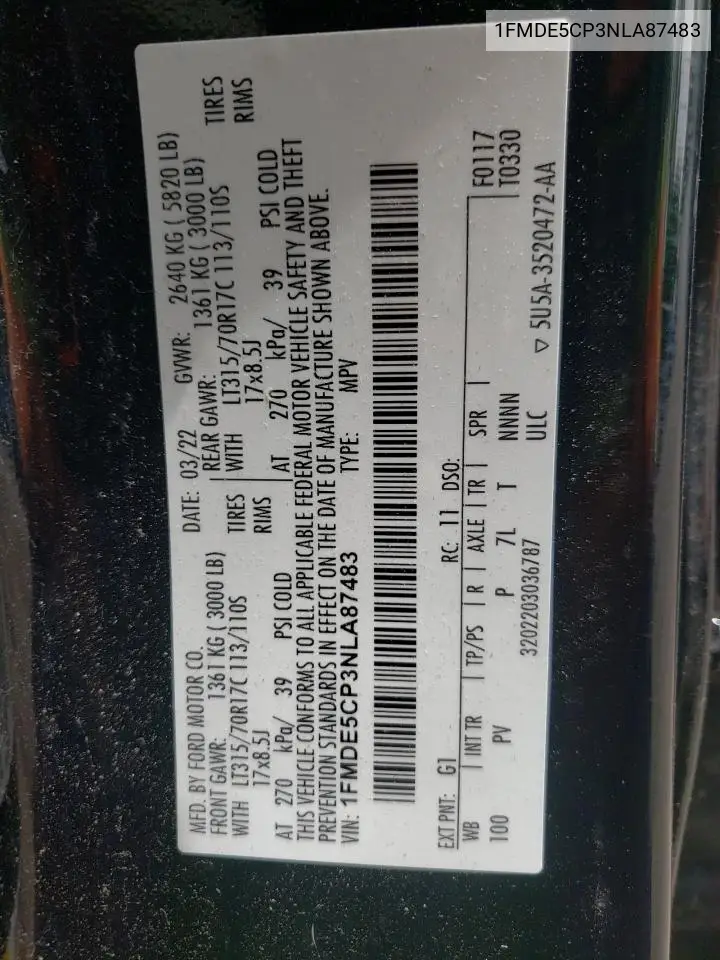 1FMDE5CP3NLA87483
MFD. BY FORD MOTOR CO.
DATE: 03/22 GVWR: 2640 KG ( 5820 LB)
FRONT GAWR: 1361 KG ( 3000 LB) REAR GAWR: 1361 KG ( 3000 LB)
WITH LT315/70R17C 113/110S TIRES WITH LT315/70R17C 113/110S TIRES
17x8.5J RIMS 17x8.5J RIMS
AT 270 kPa/ 39 PSI COLD AT 270 kPa/ 39 PSI COLD
THIS VEHICLE CONFORMS TO ALL APPLICABLE FEDERAL MOTOR VEHICLE SAFETY AND THEFT
PREVENTION STANDARDS IN EFFECT ON THE DATE OF MANUFACTURE SHOWN ABOVE.
VIN: 1FMDE5CP3NLA87483 TYPE: MPV
EXT PNT: G1 RC: 11 DSO: F0117
WB INT TR TP/PS R AXLE TR SPR T0330
100 PV P 7L T NNNN
3202203036787 ULC
▽ 5U5A-3520472-AA